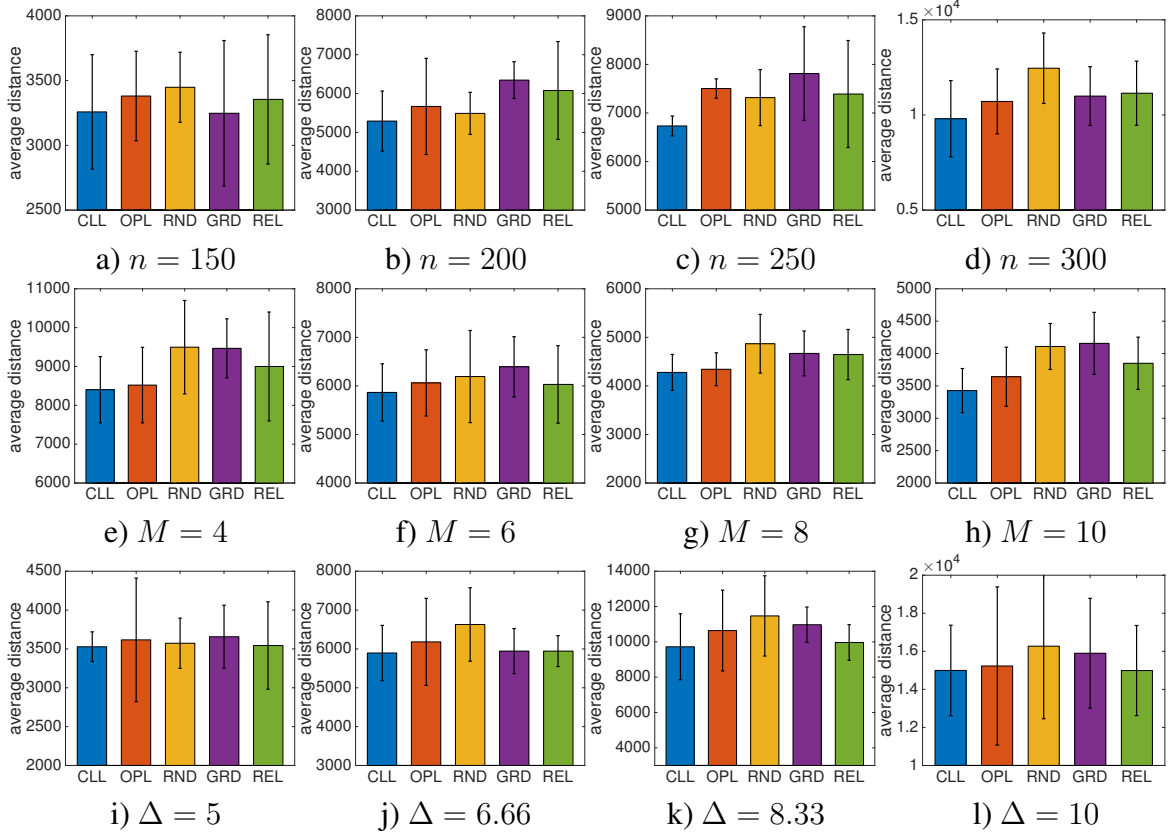 average distance
4000
3500
3000
2500
CLL OPL RND GRD REL
a) n = 150
average distance
8000
7000
6000
5000
4000
3000
CLL OPL RND GRD REL
b) n = 200
average distance
9000
8000
7000
6000
5000
CLL OPL RND GRD REL
c) n = 250
average distance
×10⁴
1.5
1
0.5
CLL OPL RND GRD REL
d) n = 300
average distance
11000
10000
9000
8000
7000
6000
CLL OPL RND GRD REL
e) M = 4
average distance
8000
7000
6000
5000
4000
CLL OPL RND GRD REL
f) M = 6
average distance
6000
5000
4000
3000
2000
CLL OPL RND GRD REL
g) M = 8
average distance
5000
4500
4000
3500
3000
2500
2000
CLL OPL RND GRD REL
h) M = 10
average distance
4500
4000
3500
3000
2500
2000
CLL OPL RND GRD REL
i) Δ = 5
average distance
8000
7000
6000
5000
4000
3000
CLL OPL RND GRD REL
j) Δ = 6.66
average distance
14000
12000
10000
8000
6000
4000
CLL OPL RND GRD REL
k) Δ = 8.33
average distance
×10⁴
2
1.8
1.6
1.4
1.2
1
CLL OPL RND GRD REL
l) Δ = 10